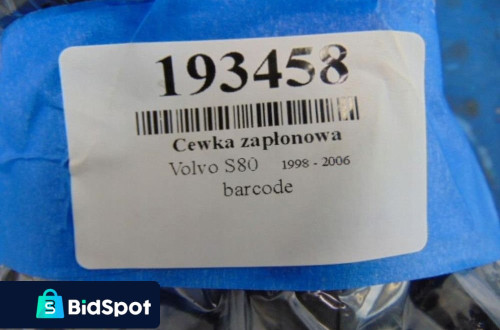 193458
Cewka zapłonowa
Volvo S80 1998 - 2006
barcode
S
BidSpot